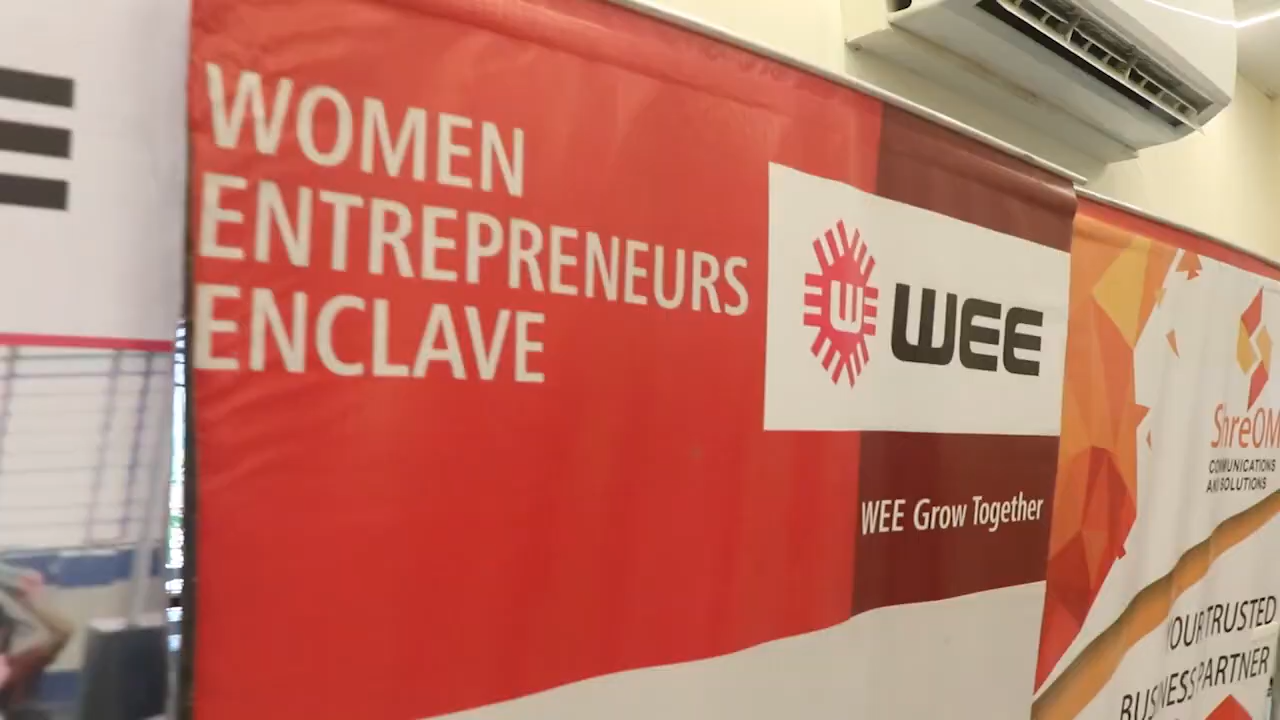 WOMEN
ENTREPRENEURS
ENCLAVE
W WEE
WEE Grow Together
ShreOM
COMMUNICATIONS
AND SOLUTIONS
YOUR TRUSTED
BUSINESS PARTNER